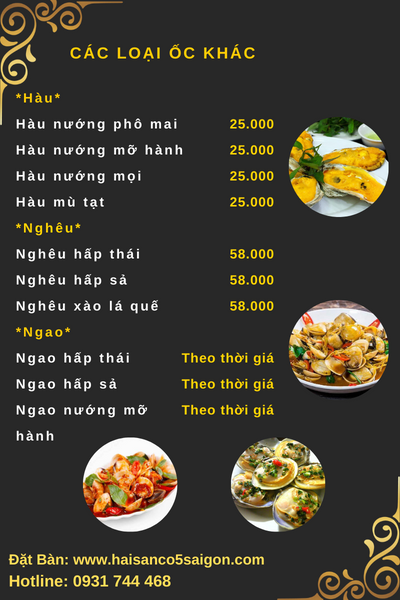 CÁC LOẠI ỐC KHÁC
*Hàu*
Hàu nướng phô mai 25.000
Hàu nướng mỡ hành 25.000
Hàu nướng mọi 25.000
Hàu mù tạt 25.000
*Nghêu*
Nghêu hấp thái 58.000
Nghêu hấp sả 58.000
Nghêu xào lá quế 58.000
*Ngao*
Ngao hấp thái Theo thời giá
Ngao hấp sả Theo thời giá
Ngao nướng mỡ Theo thời giá
hành
Đặt Bàn: www.haisanco5saigon.com
Hotline: 0931 744 468